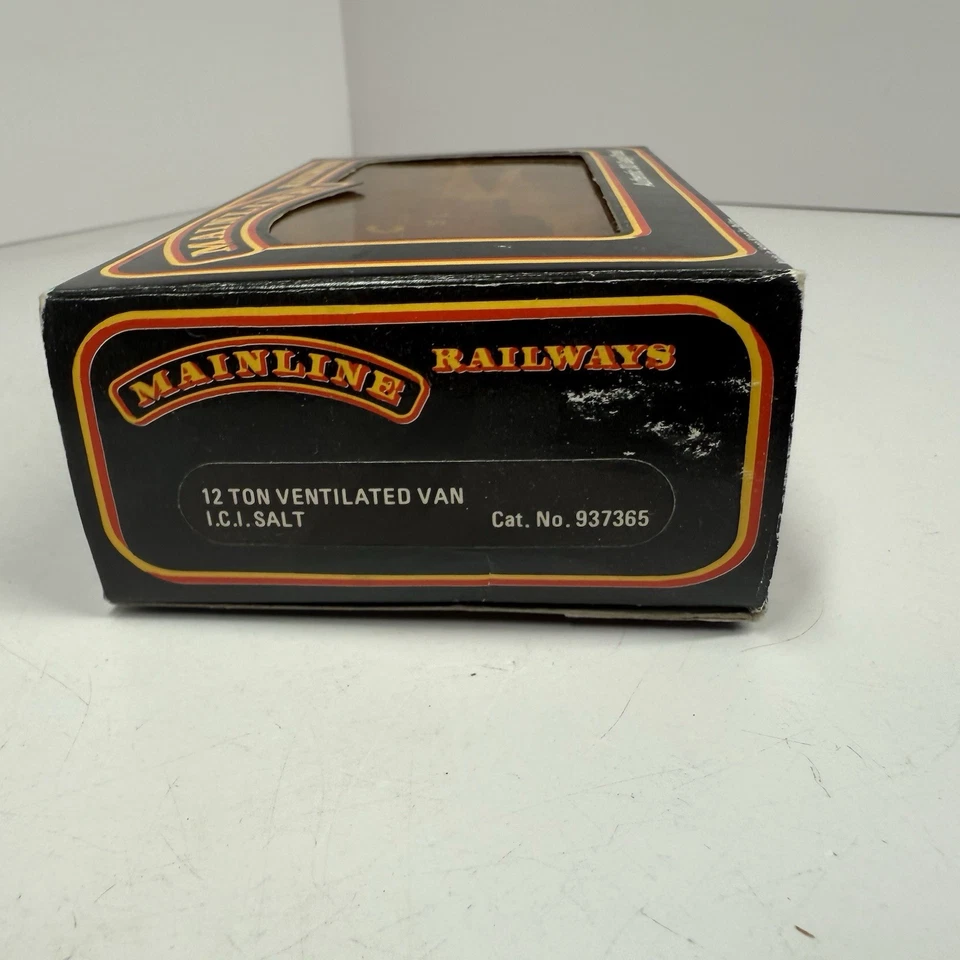 MAINLINE RAILWAYS
12 TON VENTILATED VAN
I.C.I. SALT Cat. No. 937365